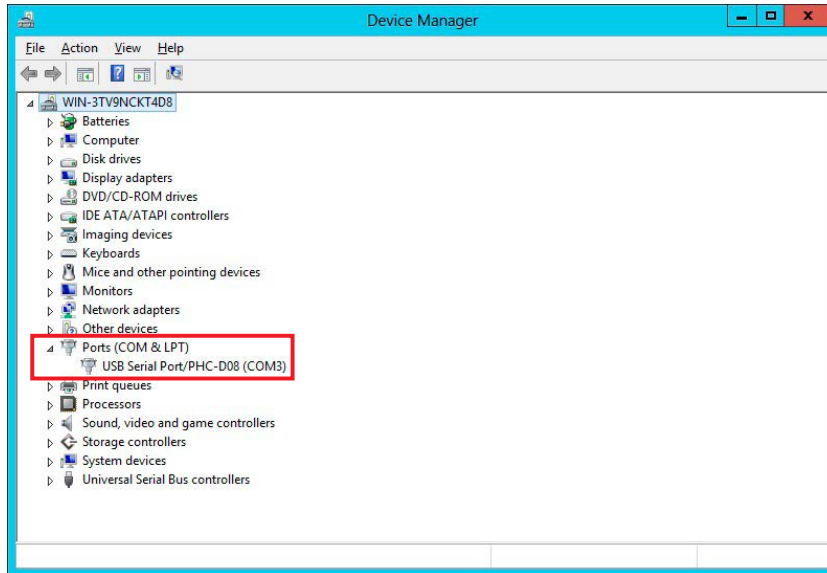 Device Manager
File Action View Help
WIN-3TV9NCKT4D8
Batteries
Computer
Disk drives
Display adapters
DVD/CD-ROM drives
IDE ATA/ATAPI controllers
Imaging devices
Keyboards
Mice and other pointing devices
Monitors
Network adapters
Other devices
Ports (COM & LPT)
USB Serial Port/PHC-D08 (COM3)
Print queues
Processors
Sound, video and game controllers
Storage controllers
System devices
Universal Serial Bus controllers